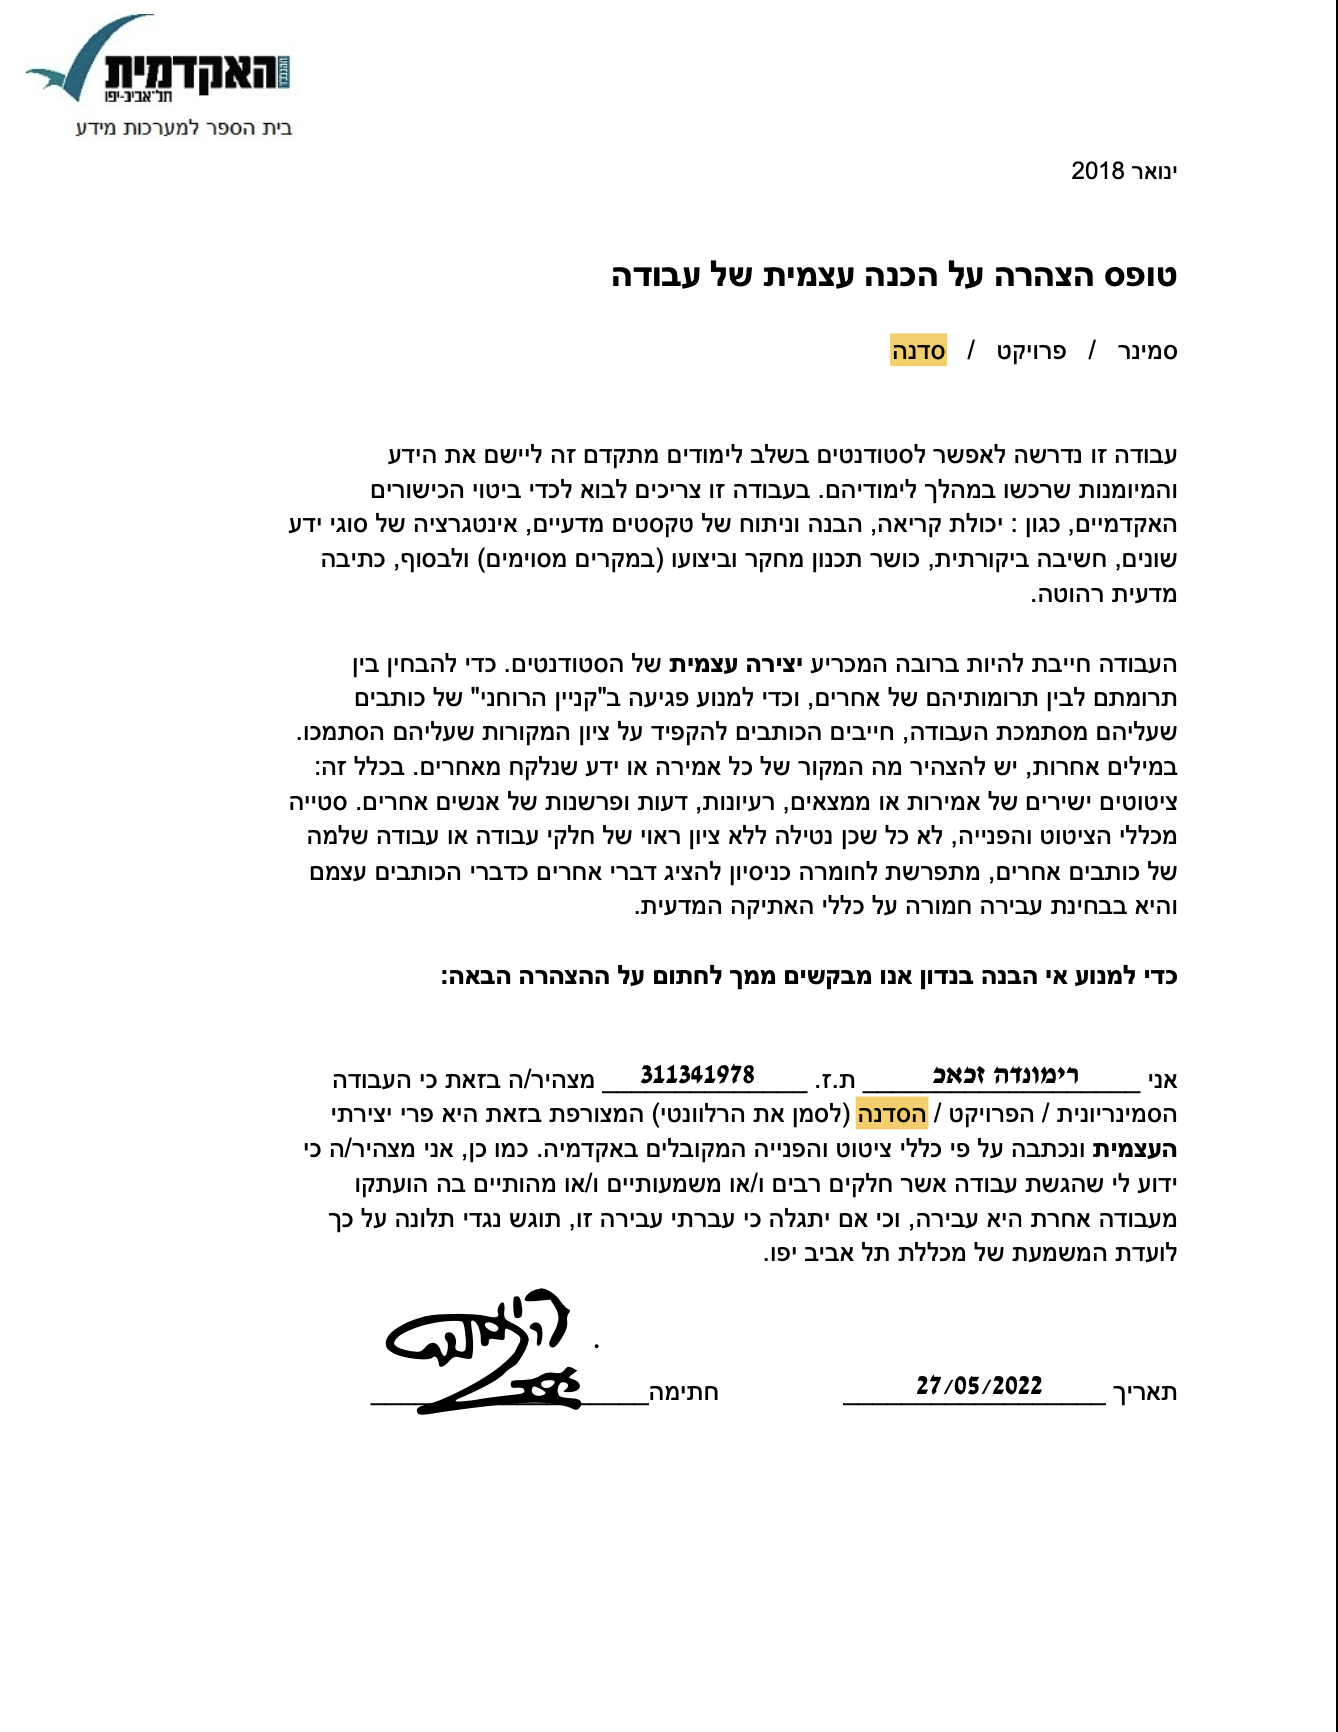 האקדמית
תל־אביב-יפו
בית הספר למערכות מידע
ינואר 2018
טופס הצהרה על הכנה עצמית של עבודה
סמינר / פרויקט / סדנה
עבודה זו נדרשה לאפשר לסטודנטים בשלב לימודים מתקדם זה ליישם את הידע
והמיומנות שרכשו במהלך לימודיהם. בעבודה זו צריכים לבוא לכדי ביטוי הכישורים
האקדמיים, כגון : יכולת קריאה, הבנה וניתוח של טקסטים מדעיים, אינטגרציה של סוגי ידע
שונים, חשיבה ביקורתית, כושר תכנון מחקר וביצועו (במקרים מסוימים) ולבסוף, כתיבה
מדעית רהוטה.
העבודה חייבת להיות ברובה המכריע יצירה עצמית של הסטודנטים. כדי להבחין בין
תרומתם לבין תרומותיהם של אחרים, וכדי למנוע פגיעה ב"קניין הרוחני" של כותבים
שעליהם מסתמכת העבודה, חייבים הכותבים להקפיד על ציון המקורות שעליהם הסתמכו.
במילים אחרות, יש להצהיר מה המקור של כל אמירה או ידע שנלקח מאחרים. בכלל זה:
ציטוטים ישירים של אמירות או ממצאים, רעיונות, דעות ופרשנות של אנשים אחרים. סטייה
מכללי הציטוט והפנייה, לא כל שכן נטילה ללא ציון ראוי של חלקי עבודה או עבודה שלמה
של כותבים אחרים, מתפרשת לחומרה כניסיון להציג דברי אחרים כדברי הכותבים עצמם
והיא בבחינת עבירה חמורה על כללי האתיקה המדעית.
כדי למנוע אי הבנה בנדון אנו מבקשים ממך לחתום על ההצהרה הבאה:
אני רימונדה זכאכ ת.ז. 311341978 מצהיר/ה בזאת כי העבודה
הסמינריונית / הפרויקט / הסדנה (לסמן את הרלוונטי) המצורפת בזאת היא פרי יצירתי
העצמית ונכתבה על פי כללי ציטוט והפנייה המקובלים באקדמיה. כמו כן, אני מצהיר/ה כי
ידוע לי שהגשת עבודה אשר חלקים רבים ו/או משמעותיים ו/או מהותיים בה הועתקו
מעבודה אחרת היא עבירה, וכי אם יתגלה כי עברתי עבירה זו, תוגש נגדי תלונה על כך
לועדת המשמעת של מכללת תל אביב יפו.
תאריך 27/05/2022 חתימה